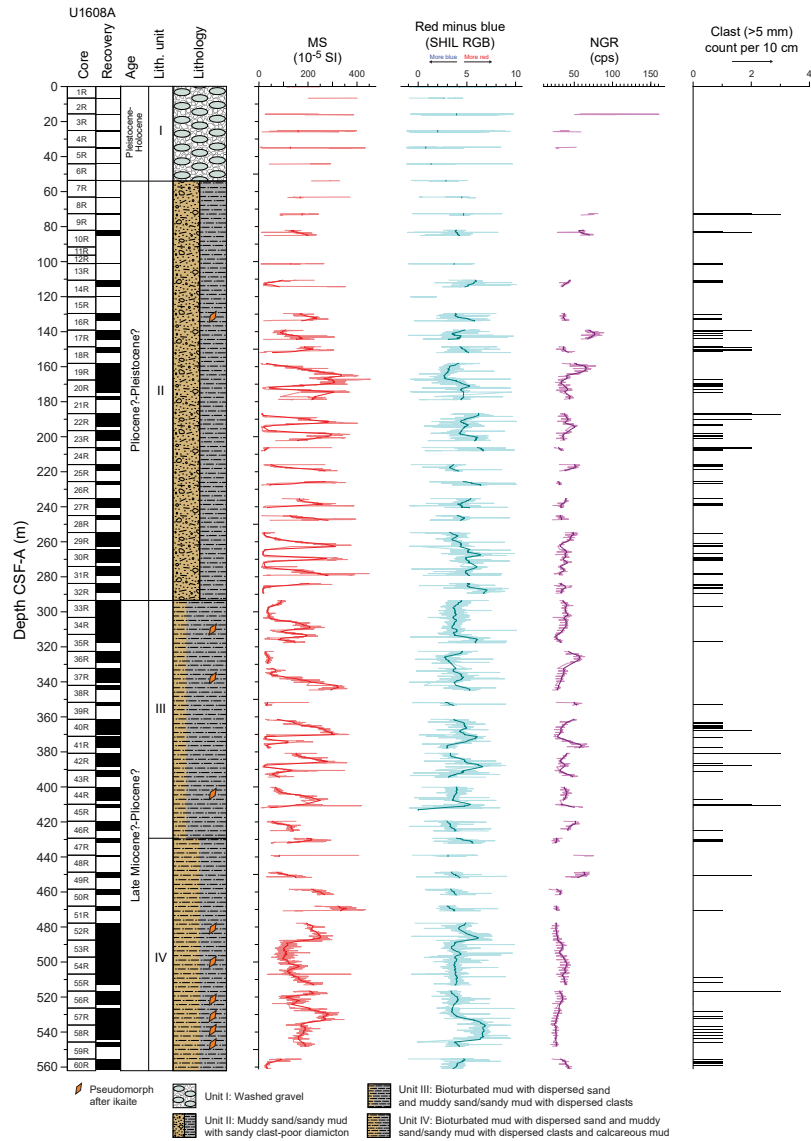 U1608A
Core
Recovery
Age
Lith. unit
Lithology
MS
(10-5 SI)
0 200 400
Red minus blue
(SHIL RGB)
More blue More red
0 5 10
NGR
(cps)
50 100 150
Clast (>5 mm)
count per 10 cm
0 2 4
Depth CSF-A (m)
0
20
40
60
80
100
120
140
160
180
200
220
240
260
280
300
320
340
360
380
400
420
440
460
480
500
520
540
560
1R
2R
3R
4R
5R
6R
7R
8R
9R
10R
11R
12R
13R
14R
15R
16R
17R
18R
19R
20R
21R
22R
23R
24R
25R
26R
27R
28R
29R
30R
31R
32R
33R
34R
35R
36R
37R
38R
39R
40R
41R
42R
43R
44R
45R
46R
47R
48R
49R
50R
51R
52R
53R
54R
55R
56R
57R
58R
59R
60R
Pleistocene-
Holocene
Pliocene?-Pleistocene?
Late Miocene?-Pliocene?
I
II
III
IV
Pseudomorph
after ikaite
Unit I: Washed gravel
Unit II: Muddy sand/sandy mud
with sandy clast-poor diamicton
Unit III: Bioturbated mud with dispersed sand
and muddy sand/sandy mud with dispersed clasts
Unit IV: Bioturbated mud with dispersed sand and muddy
sand/sandy mud with dispersed clasts and calcareous mud